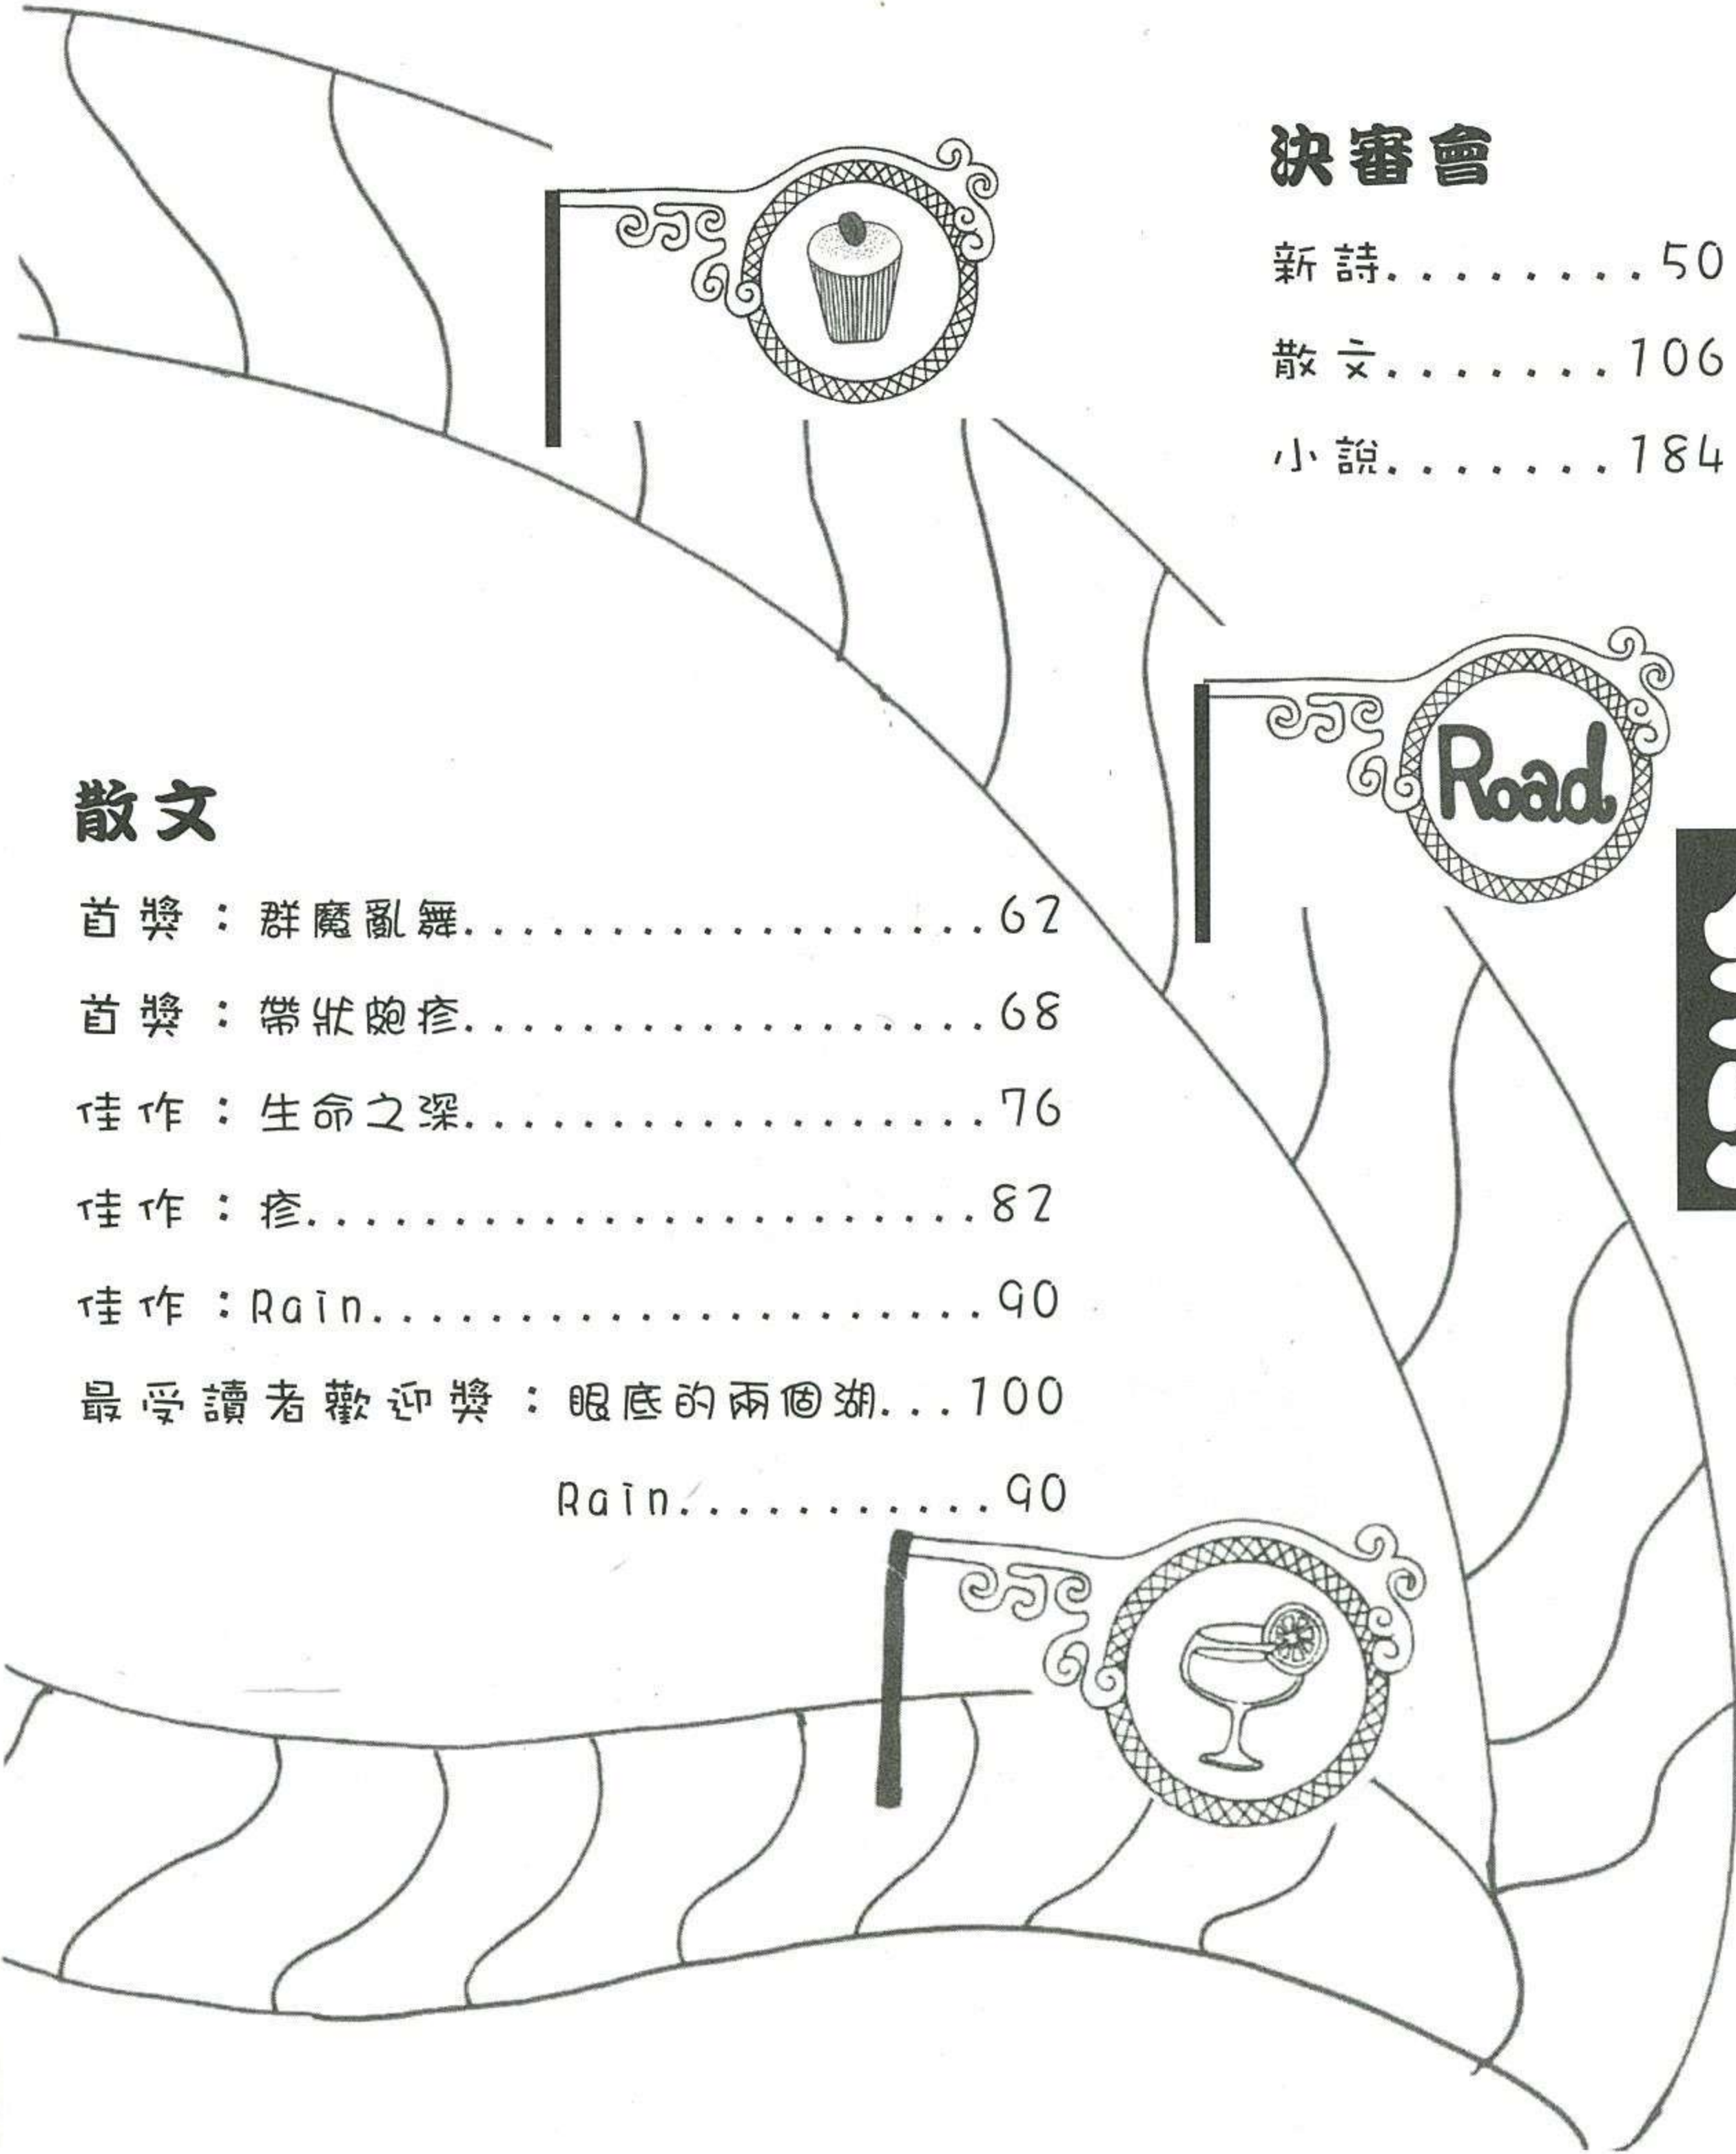 決審會
新詩........50
散文.......106
小說.......184
Road
散文
首獎：群魔亂舞..................62
首獎：帶狀皰疹..................68
佳作：生命之深..................76
佳作：疹.......................82
佳作：Rain.....................90
最受讀者歡迎獎：眼底的兩個湖...100
Rain...........90